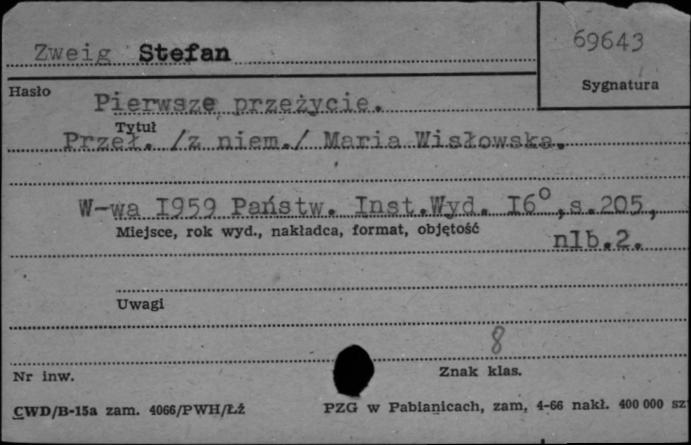 Zweig Stefan
69643
Sygnatura
Hasło
Pierwsze przeżycie.
Tytuł
Przeł. /z niem./ Maria Wisłowska.
W-wa I959 Państw. Inst.Wyd. I6°,s.205,
Miejsce, rok wyd., nakładca, format, objętość
nlb.2.
Uwagi
8
Nr inw.
Znak klas.
CWD/B-15a zam. 4066/PWH/Łż
PZG w Pabianicach, zam, 4-66 nakł. 400 000 sz